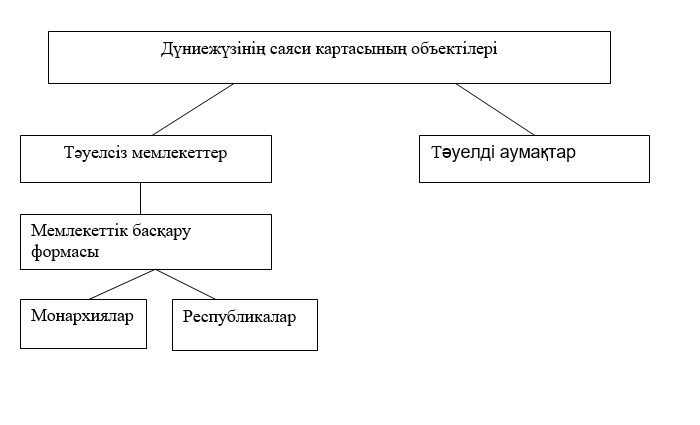 Дүниежүзінің саяси картасының объектілері
Тәуелсіз мемлекеттер
Тәуелді аумақтар
Мемлекеттік басқару
формасы
Монархиялар
Республикалар